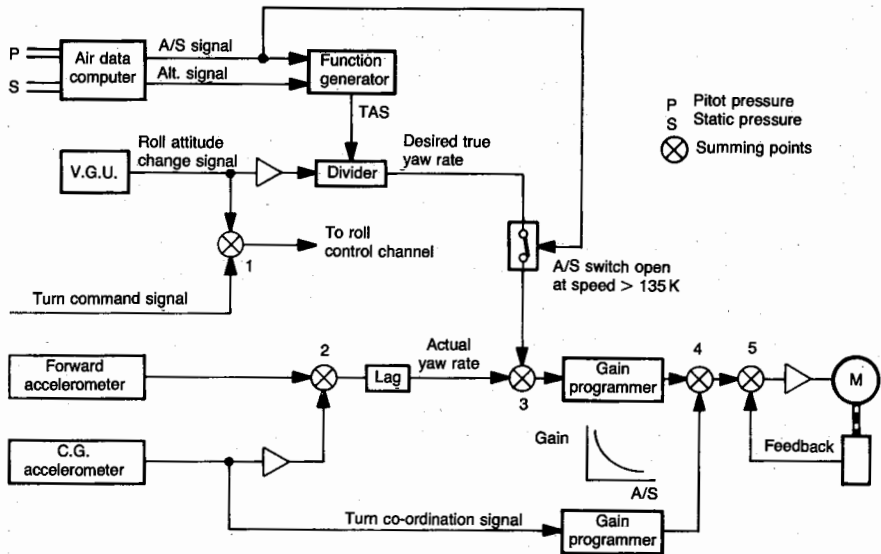 P
S
Air data
computer
A/S signal
Alt. signal
Function
generator
TAS
P Pitot pressure
S Static pressure
Summing points
Roll attitude
change signal
V.G.U.
Divider
Desired true
yaw rate
1
To roll
control channel
A/S switch open
at speed > 135 K
Turn command signal
Forward
accelerometer
2
Lag
Actual
yaw rate
3
Gain
programmer
4
5
M
C.G.
accelerometer
Gain
A/S
Feedback
Turn co-ordination signal
Gain
programmer